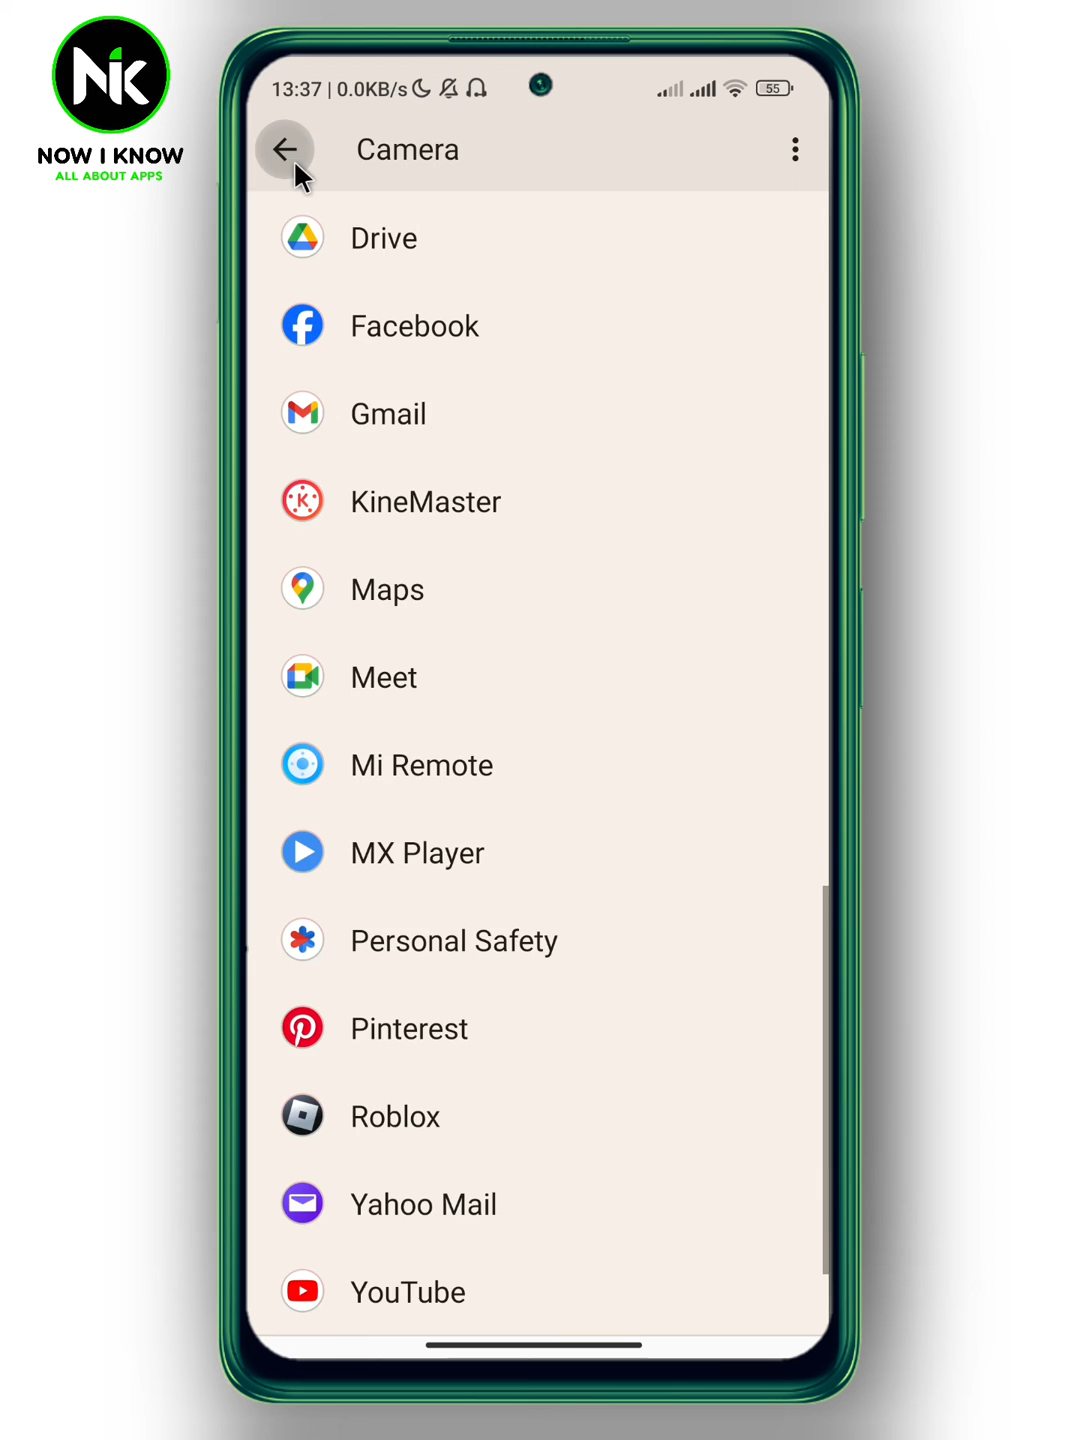 NiK
NOW I KNOW
ALL ABOUT APPS
13:37 | 0.0KB/s
55
Camera
Drive
Facebook
Gmail
KineMaster
Maps
Meet
Mi Remote
MX Player
Personal Safety
Pinterest
Roblox
Yahoo Mail
YouTube